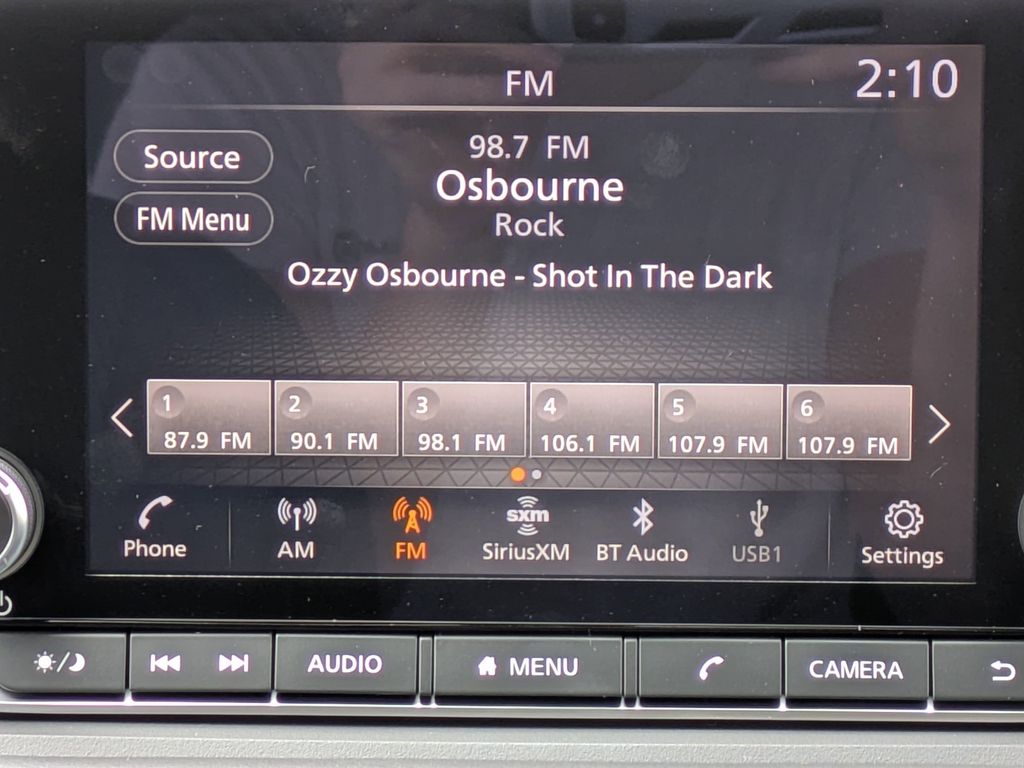 FM
2:10
Source
98.7 FM
Osbourne
FM Menu
Rock
Ozzy Osbourne - Shot In The Dark
1 2 3 4 5 6
87.9 FM 90.1 FM 98.1 FM 106.1 FM 107.9 FM 107.9 FM
sxm
Phone AM FM SiriusXM BT Audio USB1 Settings
AUDIO MENU CAMERA